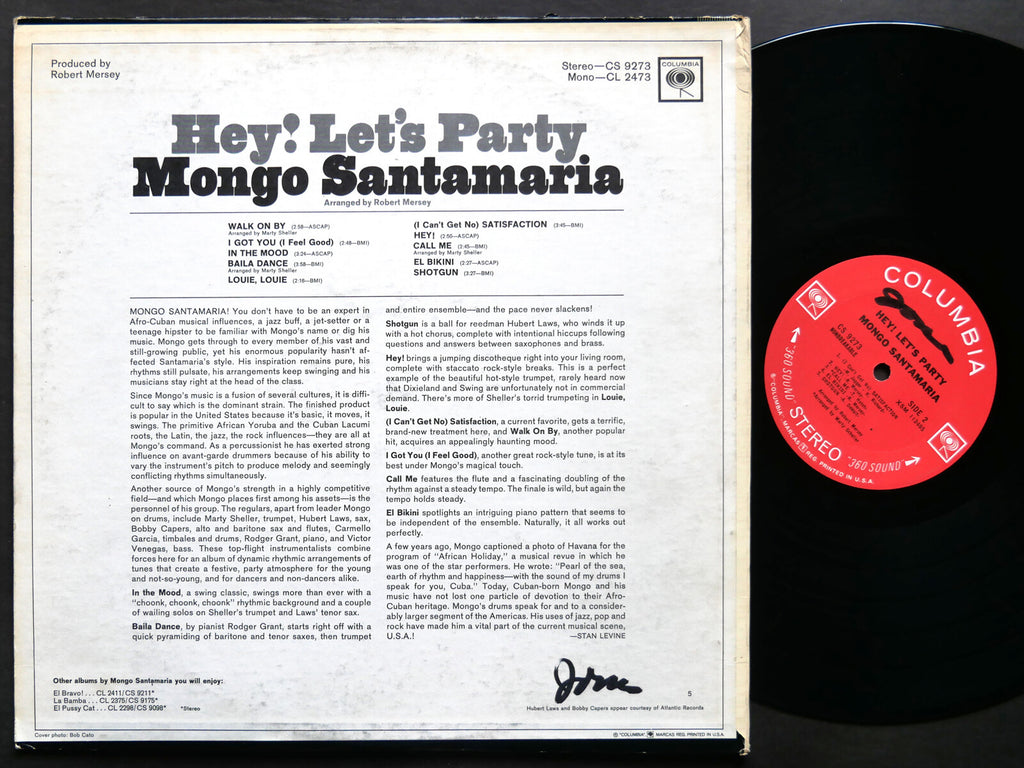 Produced by
Robert Mersey
Stereo—CS 9273
Mono—CL 2473
COLUMBIA
Hey! Let's Party
Mongo Santamaria
Arranged by Robert Mersey
WALK ON BY (2:58—ASCAP)
Arranged by Marty Sheller
I GOT YOU (I Feel Good) (2:48—BMI)
IN THE MOOD (3:24—ASCAP)
BAILA DANCE (3:58—BMI)
Arranged by Marty Sheller
LOUIE, LOUIE (2:16—BMI)
(I Can't Get No) SATISFACTION (3:45—BMI)
HEY! (2:50—ASCAP)
CALL ME (2:45—BMI)
Arranged by Marty Sheller
EL BIKINI (2:27—ASCAP)
SHOTGUN (3:27—BMI)
MONGO SANTAMARIA! You don't have to be an expert in
Afro-Cuban musical influences, a jazz buff, a jet-setter or a
teenage hipster to be familiar with Mongo's name or dig his
music. Mongo gets through to every member of his vast and
still-growing public, yet his enormous popularity hasn't af-
fected Santamaria's style. His inspiration remains pure, his
rhythms still pulsate, his arrangements keep swinging and his
musicians stay right at the head of the class.
Since Mongo's music is a fusion of several cultures, it is diffi-
cult to say which is the dominant strain. The finished product
is popular in the United States because it's basic, it moves, it
swings. The primitive African Yoruba and the Cuban Lacumi
roots, the Latin, the jazz, the rock influences—they are all at
Mongo's command. As a percussionist he has exerted strong
influence on avant-garde drummers because of his ability to
vary the instrument's pitch to produce melody and seemingly
conflicting rhythms simultaneously.
Another source of Mongo's strength in a highly competitive
field—and which Mongo places first among his assets—is the
personnel of his group. The regulars, apart from leader Mongo
on drums, include Marty Sheller, trumpet, Hubert Laws, sax,
Bobby Capers, alto and baritone sax and flutes, Carmello
Garcia, timbales and drums, Rodger Grant, piano, and Victor
Venegas, bass. These top-flight instrumentalists combine
forces here for an album of dynamic rhythmic arrangements of
tunes that create a festive, party atmosphere for the young
and not-so-young, and for dancers and non-dancers alike.
In the Mood, a swing classic, swings more than ever with a
"choonk, choonk, choonk" rhythmic background and a couple
of wailing solos on Sheller's trumpet and Laws' tenor sax.
Baila Dance, by pianist Rodger Grant, starts right off with a
quick pyramiding of baritone and tenor saxes, then trumpet
and entire ensemble—and the pace never slackens!
Shotgun is a ball for reedman Hubert Laws, who winds it up
with a hot chorus, complete with intentional hiccups following
questions and answers between saxophones and brass.
Hey! brings a jumping discotheque right into your living room,
complete with staccato rock-style breaks. This is a perfect
example of the beautiful hot-style trumpet, rarely heard now
that Dixieland and Swing are unfortunately not in commercial
demand. There's more of Sheller's torrid trumpeting in Louie,
Louie.
(I Can't Get No) Satisfaction, a current favorite, gets a terrific,
brand-new treatment here, and Walk On By, another popular
hit, acquires an appealingly haunting mood.
I Got You (I Feel Good), another great rock-style tune, is at its
best under Mongo's magical touch.
Call Me features the flute and a fascinating doubling of the
rhythm against a steady tempo. The finale is wild, but again the
tempo holds steady.
El Bikini spotlights an intriguing piano pattern that seems to
be independent of the ensemble. Naturally, it all works out
perfectly.
A few years ago, Mongo captioned a photo of Havana for the
program of "African Holiday," a musical revue in which he
was one of the star performers. He wrote: "Pearl of the sea,
earth of rhythm and happiness—with the sound of my drums I
speak for you, Cuba." Today, Cuban-born Mongo and his
music have not lost one particle of devotion to their Afro-
Cuban heritage. Mongo's drums speak for and to a consider-
ably larger segment of the Americas. His uses of jazz, pop and
rock have made him a vital part of the current musical scene,
U.S.A.!
—STAN LEVINE
Other albums by Mongo Santamaria you will enjoy:
El Bravo! . . . CL 2411/CS 9211*
La Bamba . . . CL 2375/CS 9175*
El Pussy Cat . . . CL 2298/CS 9098*
*Stereo
5
Hubert Laws and Bobby Capers appear courtesy of Atlantic Records
Cover photo: Bob Cato
® "COLUMBIA", MARCAS REG. PRINTED IN U.S.A.
COLUMBIA
HEY! LET'S PARTY
MONGO SANTAMARIA
CS 9273
UNBREAKABLE
SIDE 2
"360 SOUND"
STEREO
"360 SOUND"
® "COLUMBIA", MARCAS REG. PRINTED IN U.S.A.